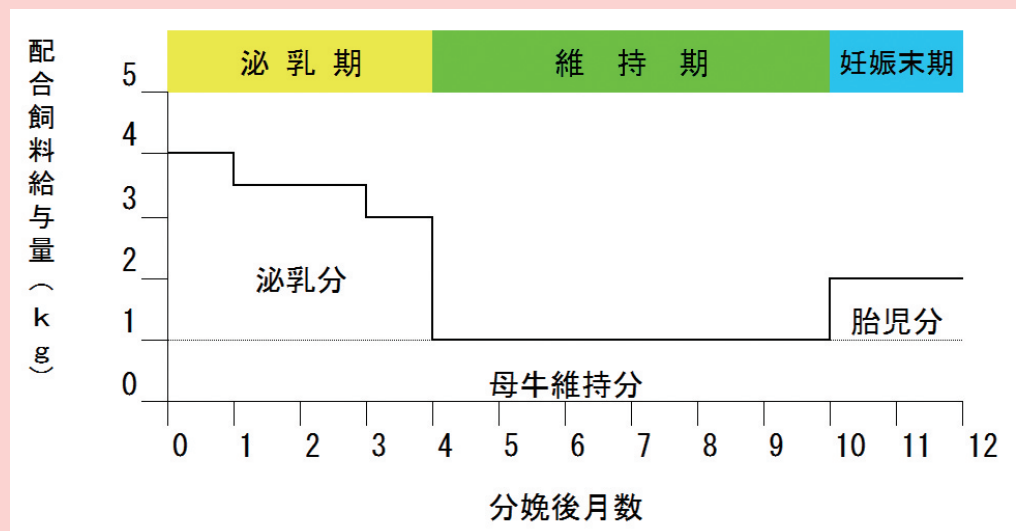 泌乳期 維持期 妊娠末期
配合飼料給与量(kg)
5
4
3
2
1
0
泌乳分
胎児分
母牛維持分
0 1 2 3 4 5 6 7 8 9 10 11 12
分娩後月数